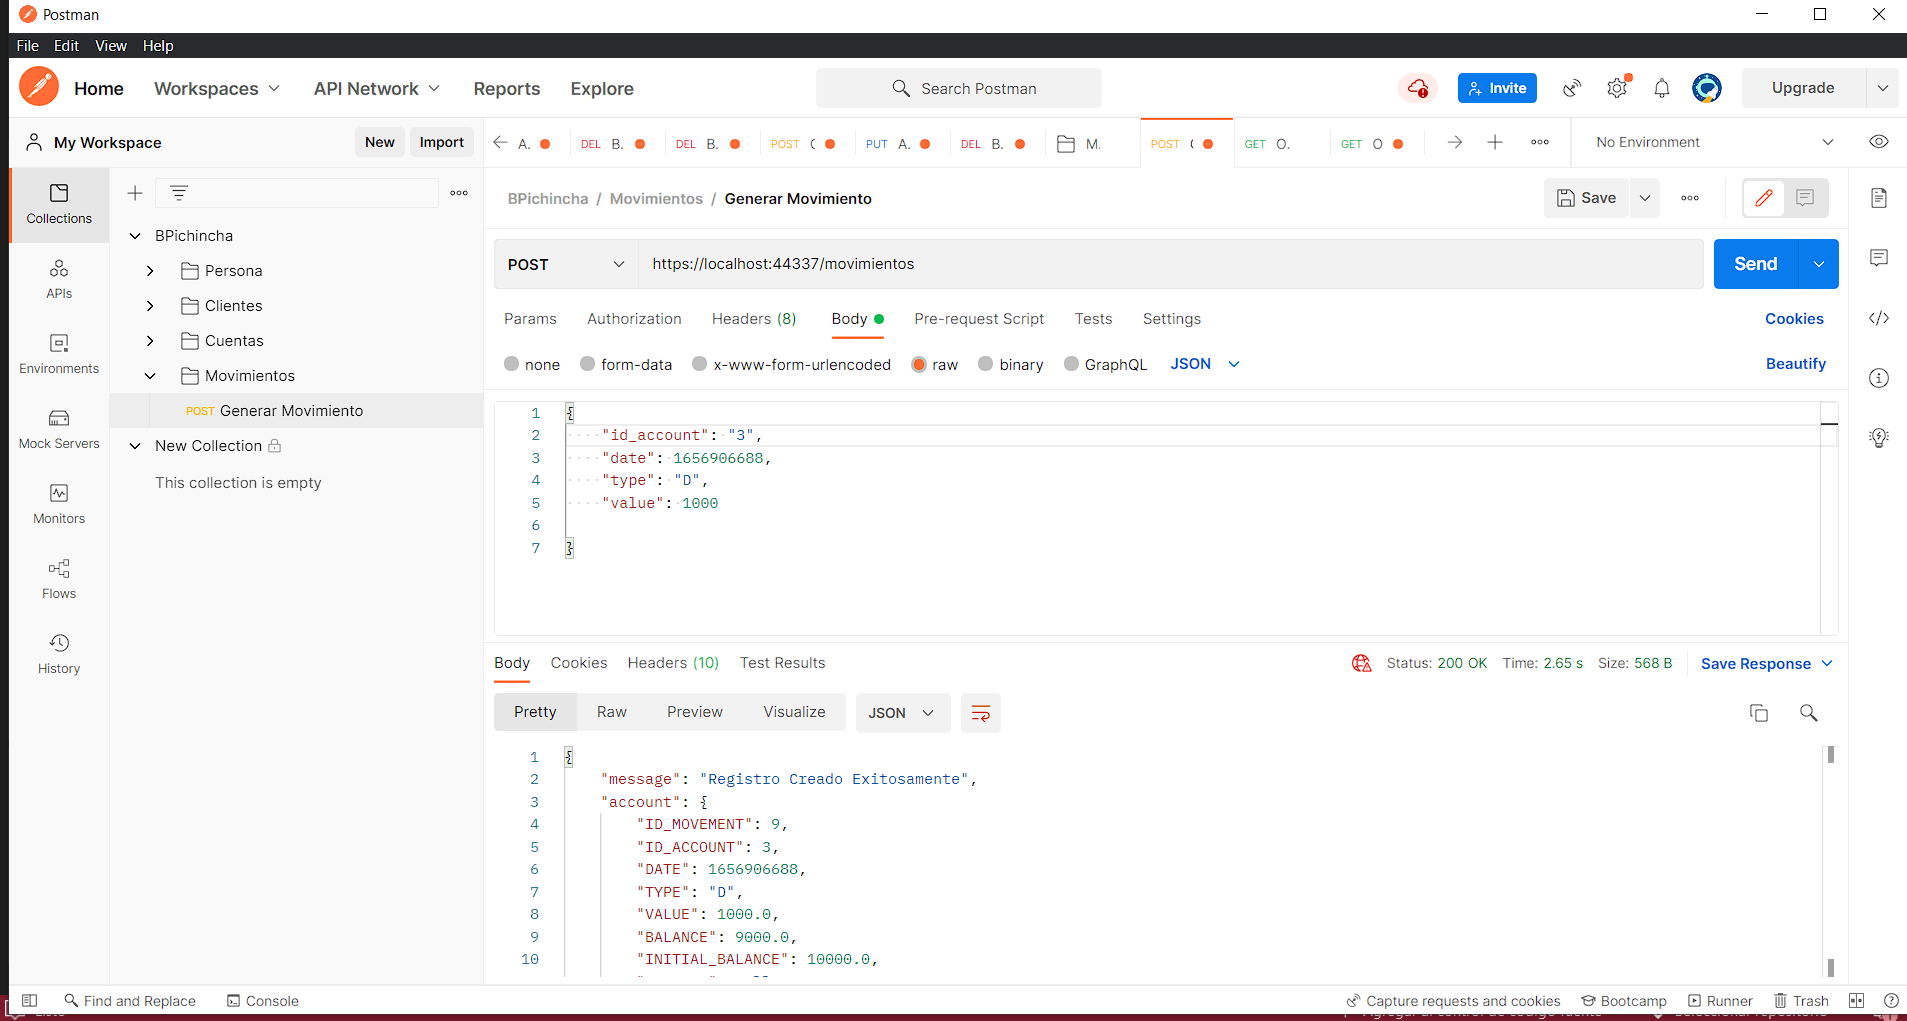 Postman
File Edit View Help
Home Workspaces API Network Reports Explore Search Postman Invite Upgrade
My Workspace New Import
A. DEL B. DEL B. POST PUT A. DEL B. M. POST GET O. GET O No Environment
Collections
APIs
Environments
Mock Servers
Monitors
Flows
History
BPichincha
Persona
Clientes
Cuentas
Movimientos
POST Generar Movimiento
New Collection
This collection is empty
BPichincha / Movimientos / Generar Movimiento Save
POST https://localhost:44337/movimientos Send
Params Authorization Headers (8) Body Pre-request Script Tests Settings Cookies
none form-data x-www-form-urlencoded raw binary GraphQL JSON Beautify
1 {
2 "id_account": "3",
3 "date": 1656906688,
4 "type": "D",
5 "value": 1000
6
7 }
Body Cookies Headers (10) Test Results Status: 200 OK Time: 2.65 s Size: 568 B Save Response
Pretty Raw Preview Visualize JSON
1 {
2 "message": "Registro Creado Exitosamente",
3 "account": {
4 "ID_MOVEMENT": 9,
5 "ID_ACCOUNT": 3,
6 "DATE": 1656906688,
7 "TYPE": "D",
8 "VALUE": 1000.0,
9 "BALANCE": 9000.0,
10 "INITIAL_BALANCE": 10000.0,
Find and Replace Console Capture requests and cookies Bootcamp Runner Trash